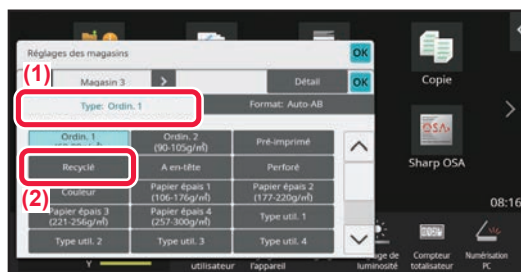 Réglages des magasins
OK
(1)
Magasin 3
Détail
OK
Type: Ordin. 1
Format: Auto-AB
Ordin. 1
Ordin. 2
(90-105g/㎡)
Pré-imprimé
Recyclé
A en-tête
Perforé
(2)
Couleur
Papier épais 1
(106-176g/㎡)
Papier épais 2
(177-220g/㎡)
Papier épais 3
(221-256g/㎡)
Papier épais 4
(257-300g/㎡)
Type util. 1
Type util. 2
Type util. 3
Type util. 4
Copie
OSA
Sharp OSA
08:16
Y
utilisateur
l'appareil
age de
luminosité
Compteur
totalisateur
Numérisation
PC